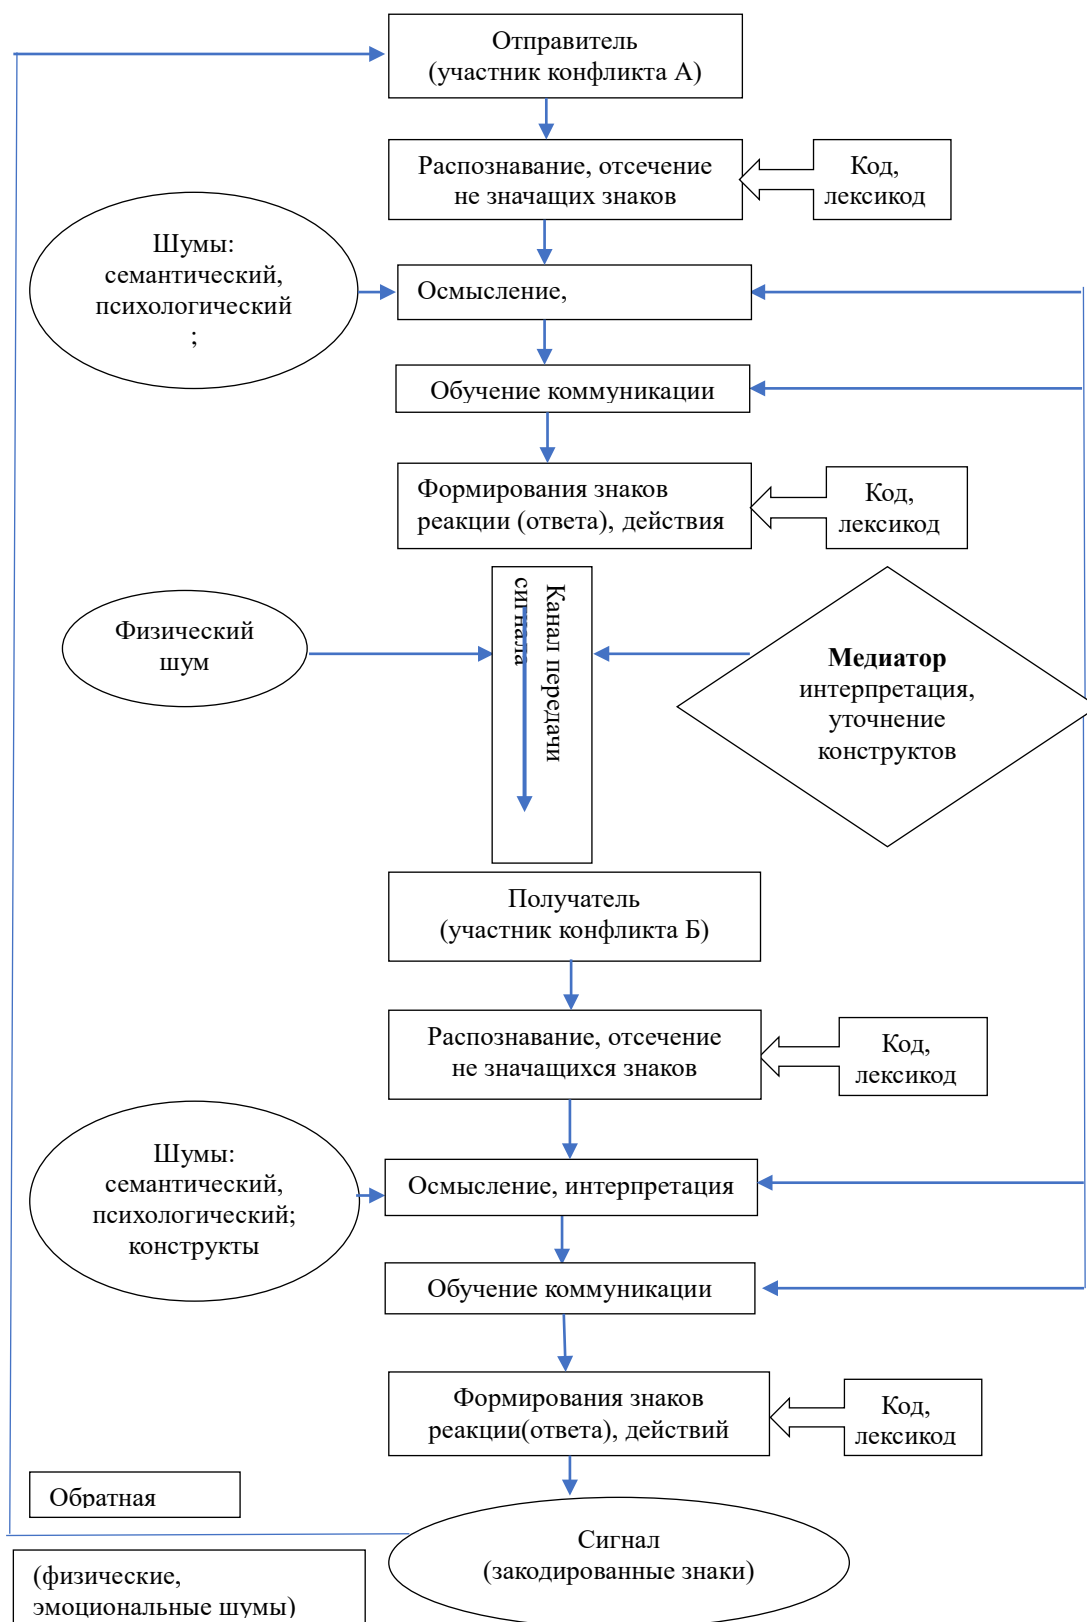 Отправитель
(участник конфликта А)
Распознавание, отсечение
не значащих знаков
Код,
лексикод
Шумы:
семантический,
психологический
;
Осмысление,
Обучение коммуникации
Формирования знаков
реакции (ответа), действия
Код,
лексикод
Физический
шум
Канал передачи
сигнала
Медиатор
интерпретация,
уточнение
конструктов
Получатель
(участник конфликта Б)
Распознавание, отсечение
не значащихся знаков
Код,
лексикод
Шумы:
семантический,
психологический;
конструкты
Осмысление, интерпретация
Обучение коммуникации
Формирования знаков
реакции(ответа), действий
Код,
лексикод
Обратная
Сигнал
(закодированные знаки)
(физические,
эмоциональные шумы)